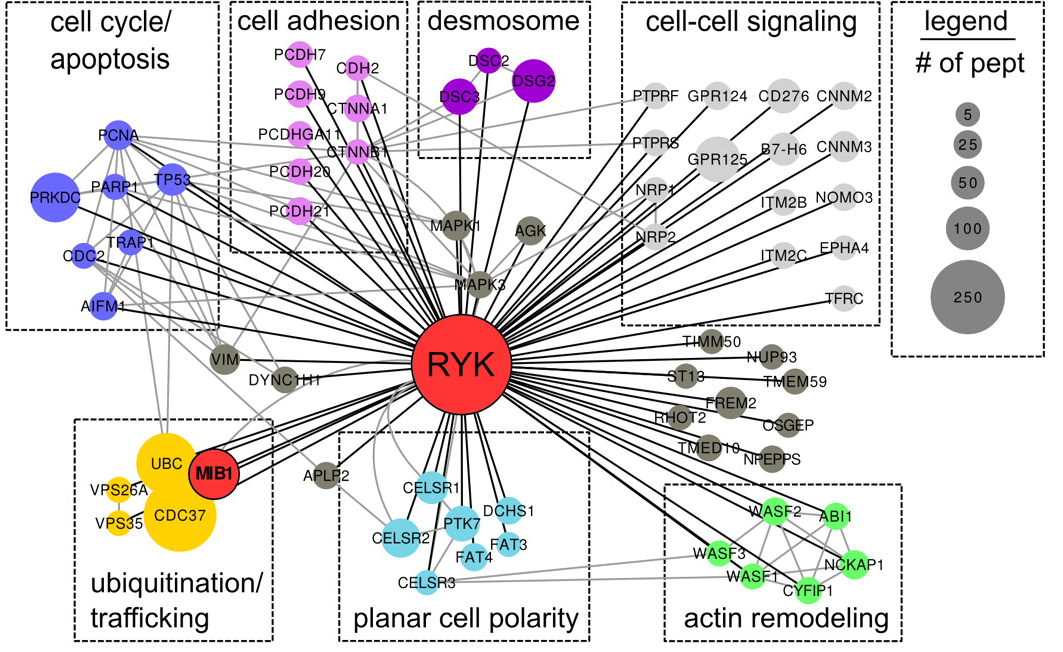 cell cycle/
apoptosis
PCNA
PRKDC
PARP1
TP53
CDC2
TRAP1
AIFM1
cell adhesion
PCDH7
CDH2
PCDH9
CTNNA1
PCDHGA11
CTNNB1
PCDH20
PCDH21
desmosome
DSC2
DSC3
DSG2
cell-cell signaling
PTPRF
GPR124
CD276
CNNM2
PTPRS
GPR125
B7-H6
CNNM3
NRP1
ITM2B
NOMO3
NRP2
ITM2C
EPHA4
TFRC
legend
# of pept
5
25
50
100
250
MAPK1
AGK
MAPK3
RYK
VIM
DYNC1H1
APLP2
TIMM50
NUP93
ST13
TMEM59
FREM2
RHOT2
OSGEP
TMED10
NPEPPS
UBC
MIB1
VPS26A
VPS35
CDC37
ubiquitination/
trafficking
CELSR1
PTK7
DCHS1
CELSR2
FAT4
FAT3
CELSR3
planar cell polarity
WASF2
ABI1
WASF3
WASF1
NCKAP1
CYFIP1
actin remodeling